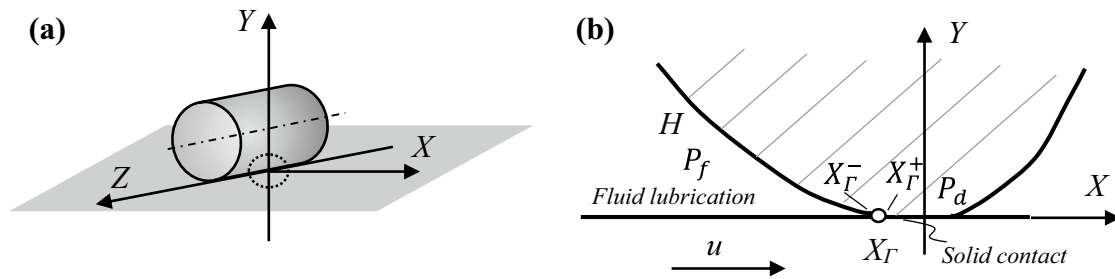 (a)
Y
X
Z
(b)
Y
H
P_f
X_Γ^-
X_Γ^+
P_d
X
Fluid lubrication
u
X_Γ
Solid contact